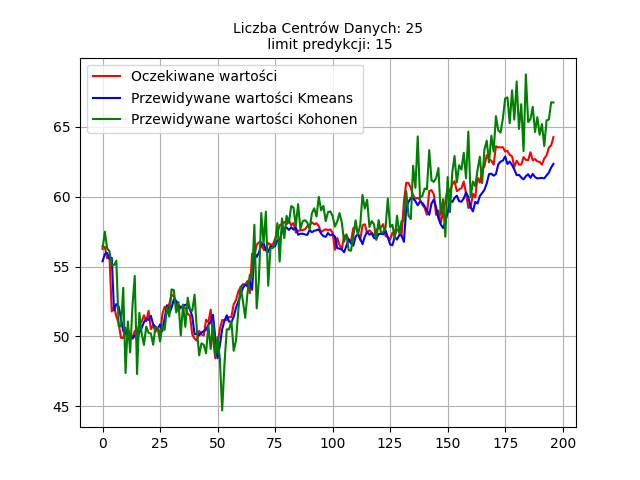 Liczba Centrów Danych: 25
limit predykcji: 15
Oczekiwane wartości
Przewidywane wartości Kmeans
Przewidywane wartości Kohonen
65
60
55
50
45
0 25 50 75 100 125 150 175 200